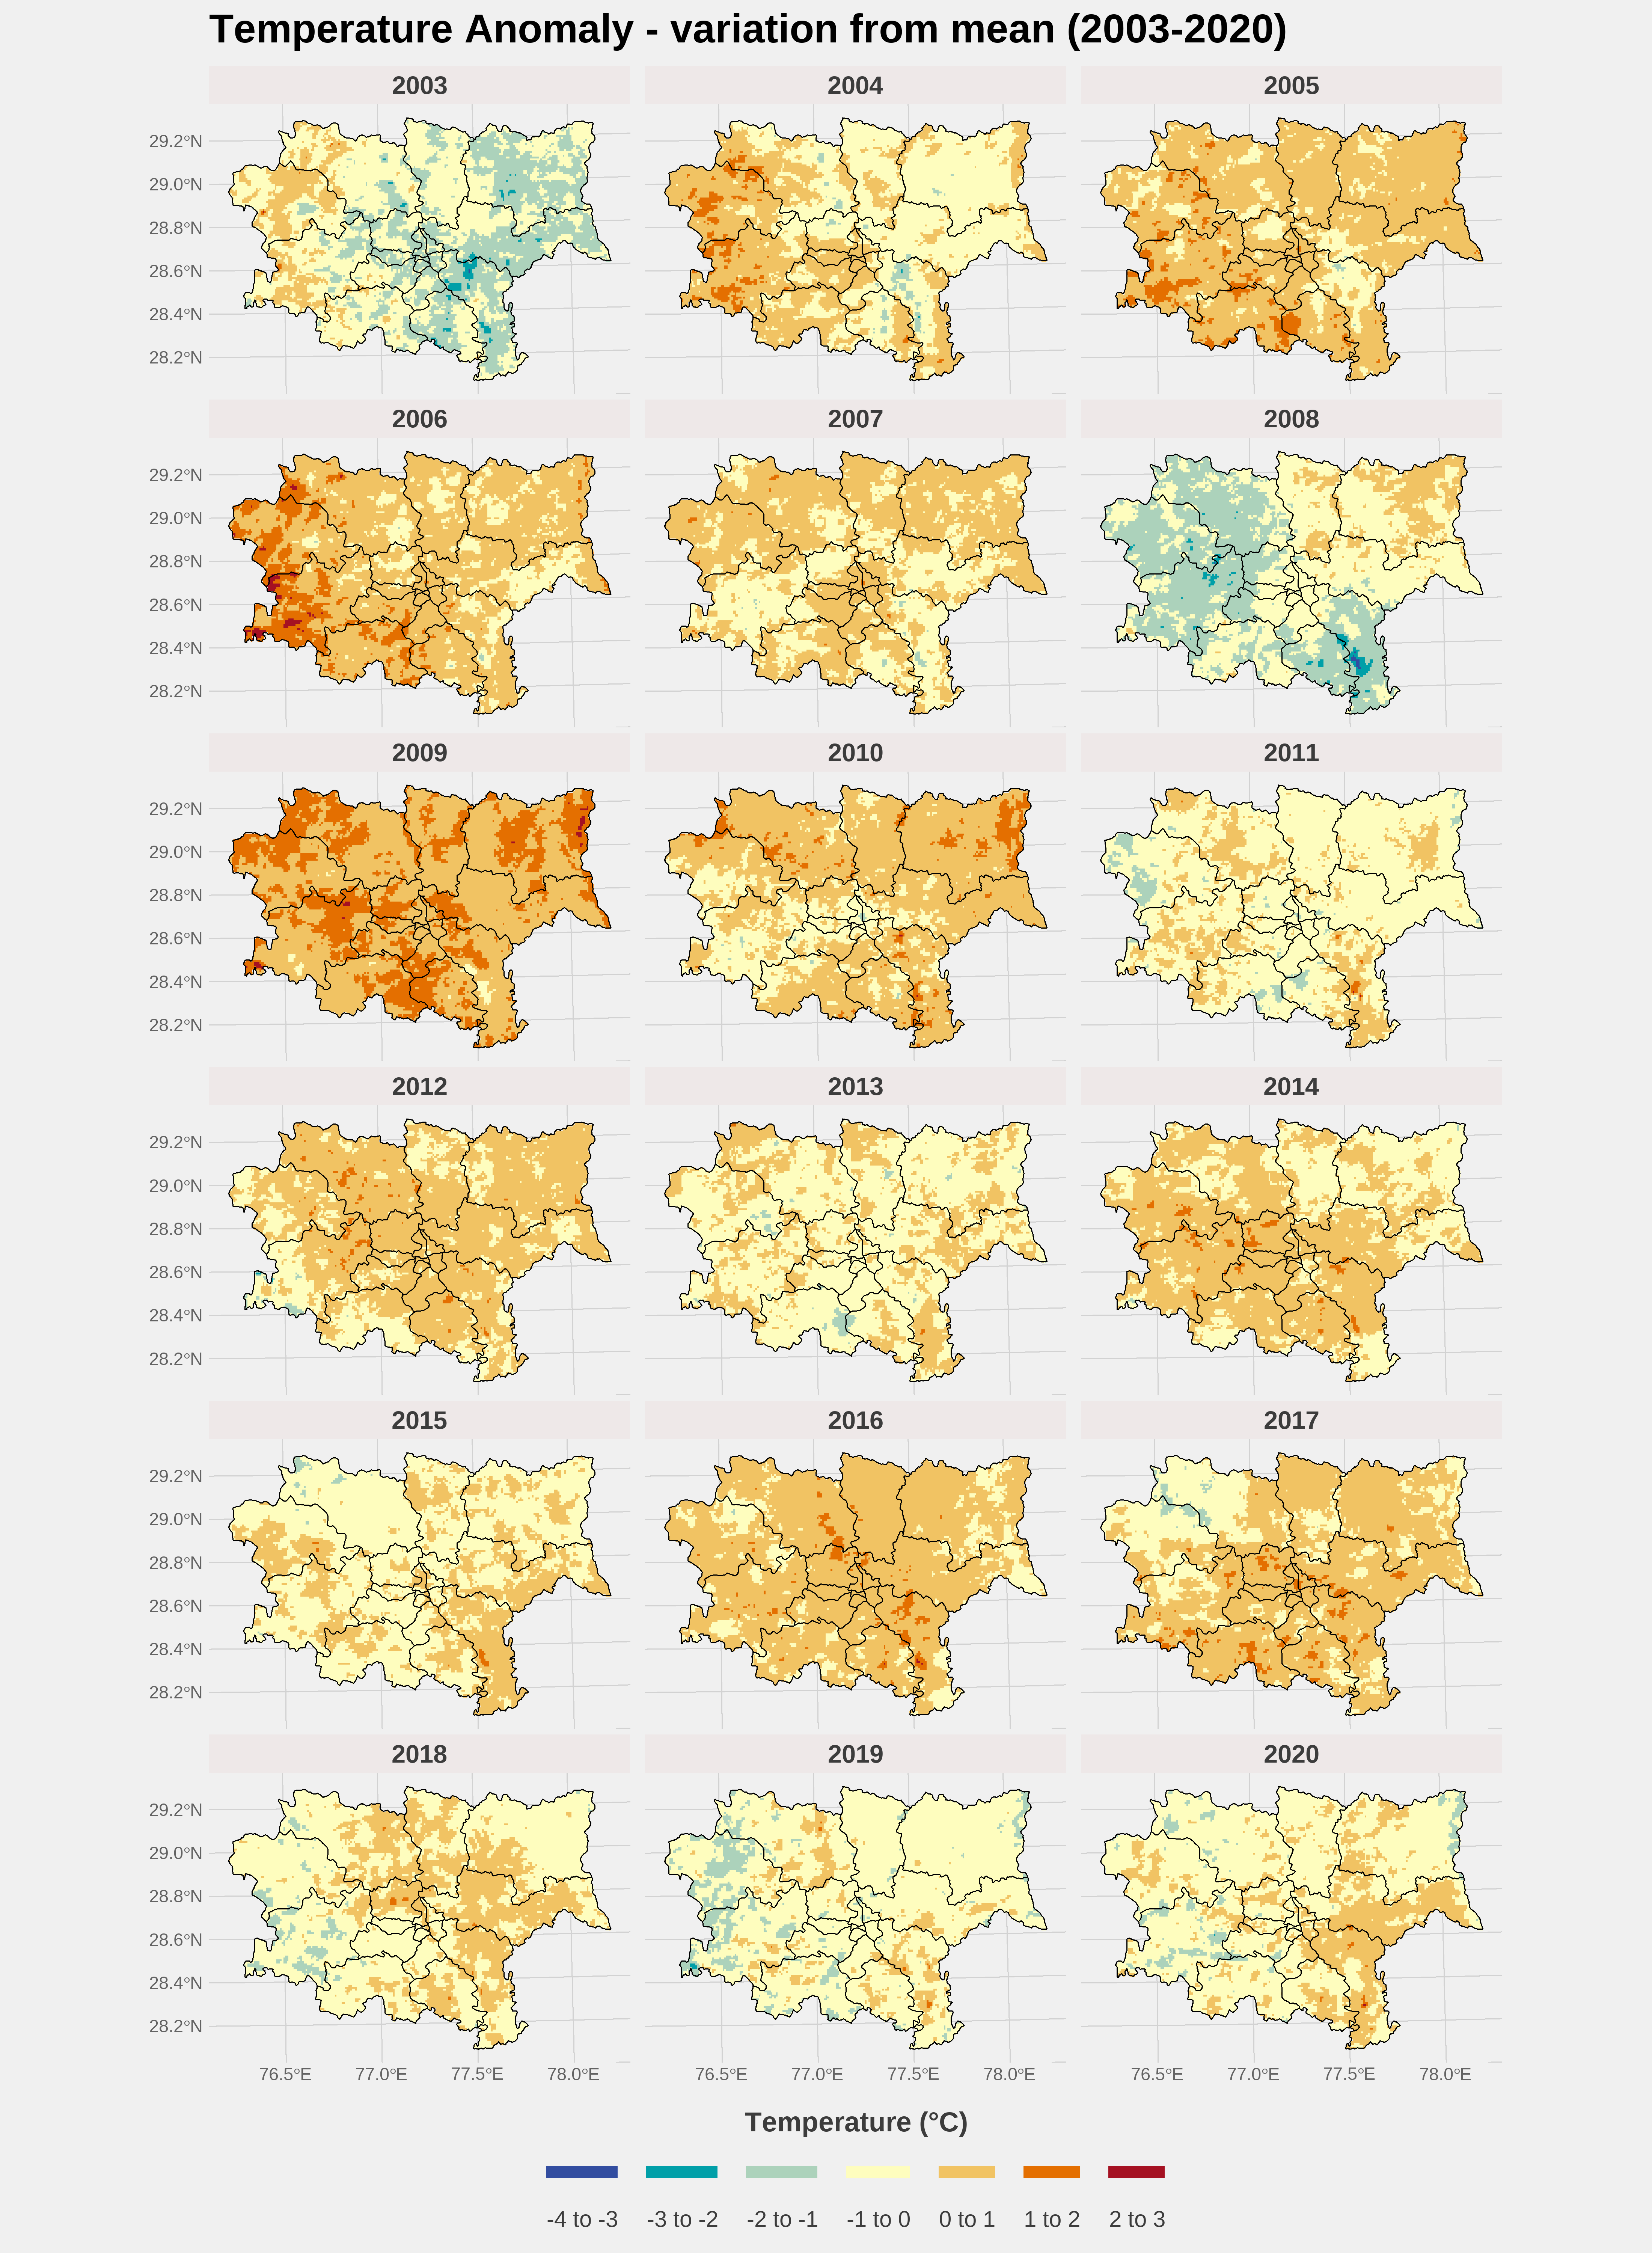 Temperature Anomaly - variation from mean (2003-2020)
2003 2004 2005
29.2°N
29.0°N
28.8°N
28.6°N
28.4°N
28.2°N
2006 2007 2008
29.2°N
29.0°N
28.8°N
28.6°N
28.4°N
28.2°N
2009 2010 2011
29.2°N
29.0°N
28.8°N
28.6°N
28.4°N
28.2°N
2012 2013 2014
29.2°N
29.0°N
28.8°N
28.6°N
28.4°N
28.2°N
2015 2016 2017
29.2°N
29.0°N
28.8°N
28.6°N
28.4°N
28.2°N
2018 2019 2020
29.2°N
29.0°N
28.8°N
28.6°N
28.4°N
28.2°N
76.5°E 77.0°E 77.5°E 78.0°E 76.5°E 77.0°E 77.5°E 78.0°E 76.5°E 77.0°E 77.5°E 78.0°E
Temperature (°C)
-4 to -3 -3 to -2 -2 to -1 -1 to 0 0 to 1 1 to 2 2 to 3